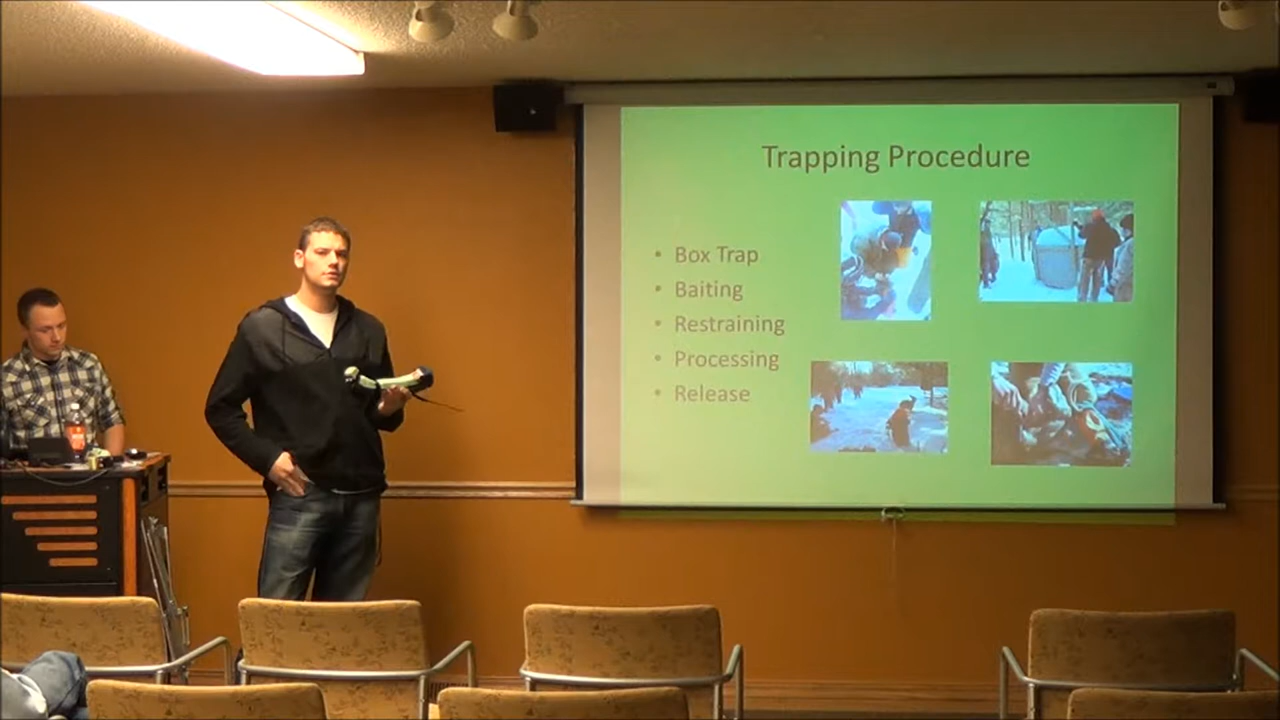 Trapping Procedure
• Box Trap
• Baiting
• Restraining
• Processing
• Release